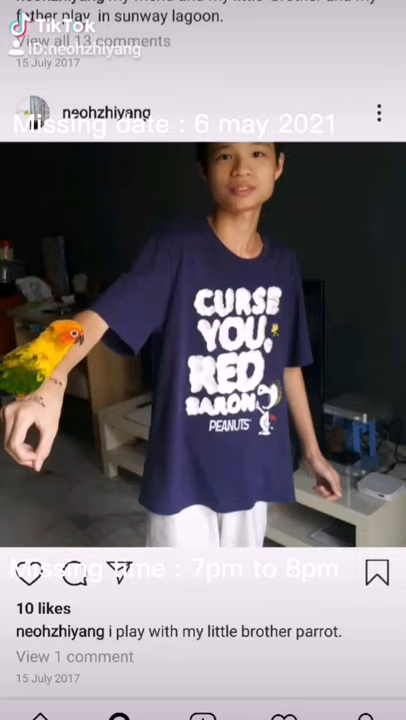 neohzhiyang my friend and my little brother and my
father play, in sunway lagoon.
TikTok
View all 13 comments
ID:neohzhiyang
15 July 2017
neohzhiyang
Missing date : 6 may 2021
CURSE
YOU,
RED
BARON
PEANUTS
Missing time : 7pm to 8pm
10 likes
neohzhiyang i play with my little brother parrot.
View 1 comment
15 July 2017